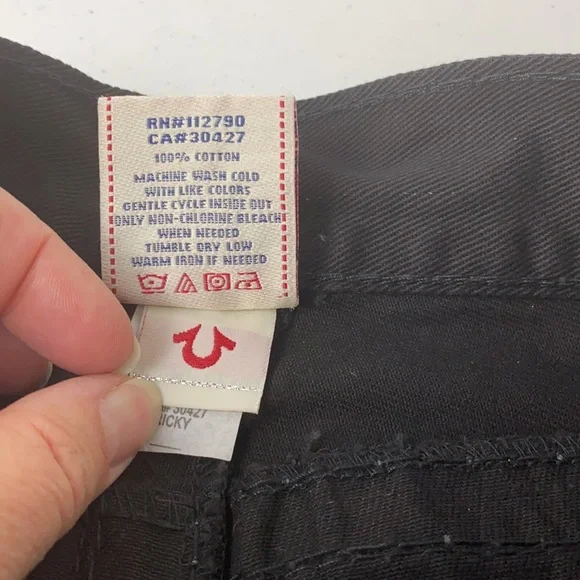 RN#112790
CA#30427
100% COTTON
MACHINE WASH COLD
WITH LIKE COLORS
GENTLE CYCLE INSIDE OUT
ONLY NON-CHLORINE BLEACH
WHEN NEEDED
TUMBLE DRY LOW
WARM IRON IF NEEDED
#30427
RICKY